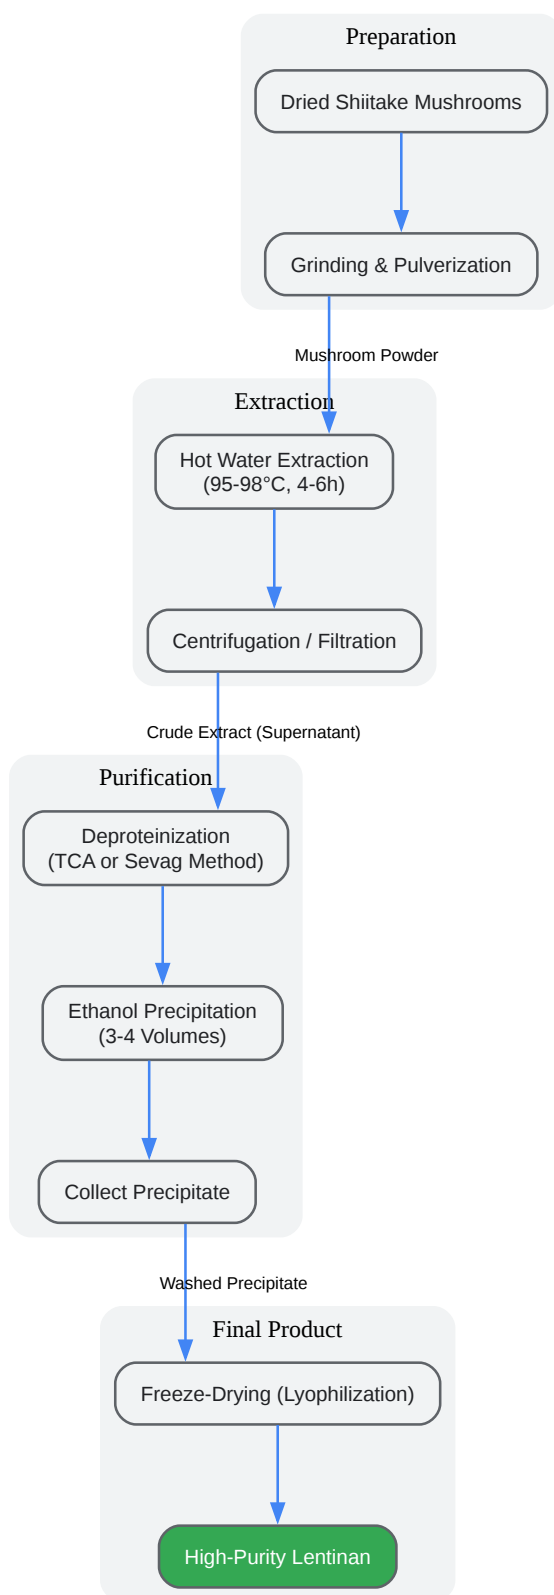 Preparation
Dried Shiitake Mushrooms
Grinding & Pulverization
Mushroom Powder
Extraction
Hot Water Extraction
(95-98°C, 4-6h)
Centrifugation / Filtration
Crude Extract (Supernatant)
Purification
Deproteinization
(TCA or Sevag Method)
Ethanol Precipitation
(3-4 Volumes)
Collect Precipitate
Washed Precipitate
Final Product
Freeze-Drying (Lyophilization)
High-Purity Lentinan